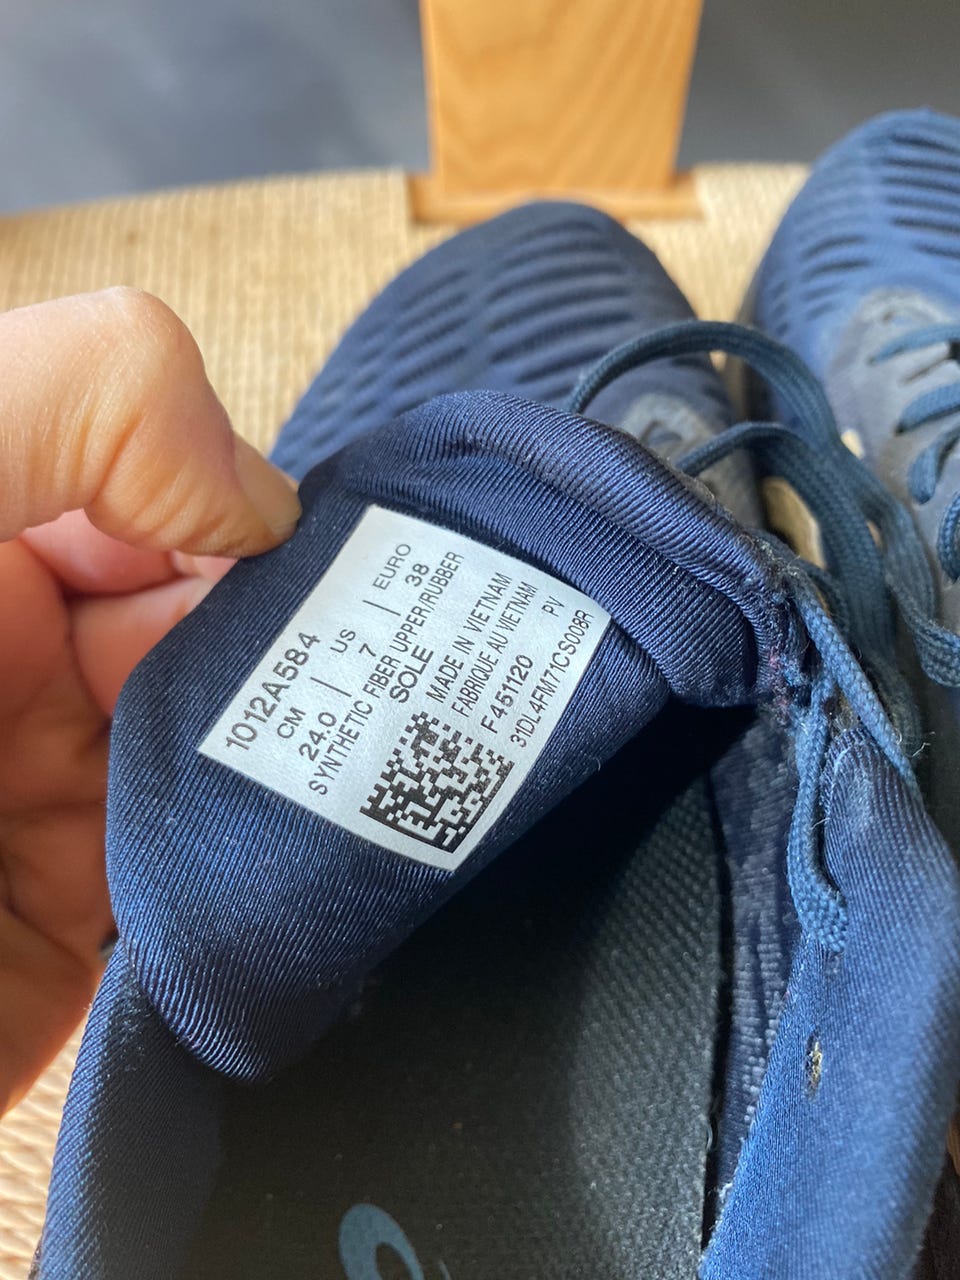 1012A584
CM | US | EURO
24.0 | 7 | 38
SYNTHETIC FIBER UPPER/RUBBER
SOLE
MADE IN VIETNAM
FABRIQUE AU VIETNAM
F451120 PV
31DL4FM71CS008R